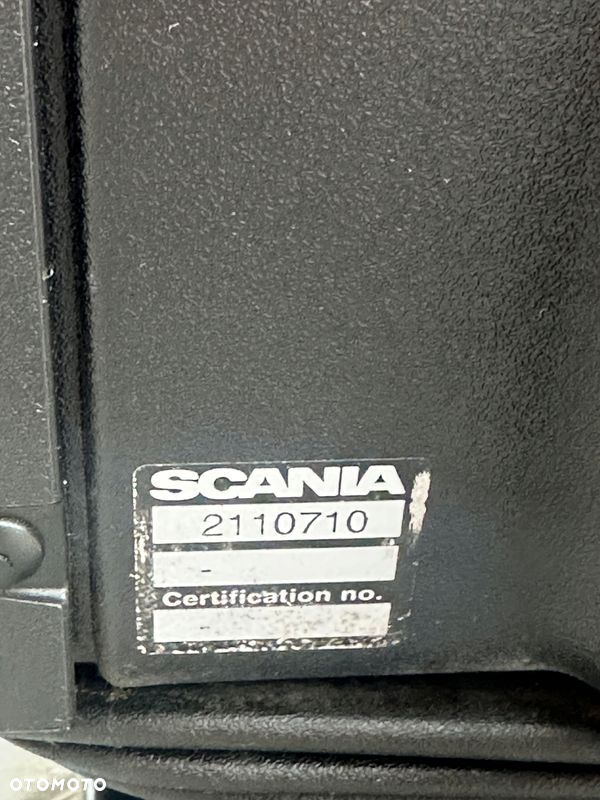 SCANIA
2110710
-
Certification no.
OTOMOTO